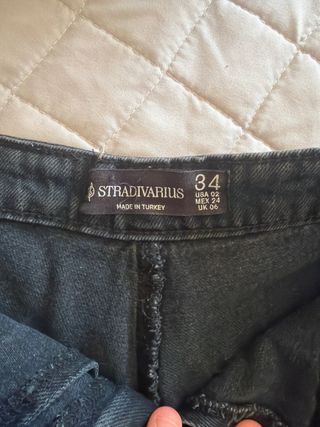 STRADIVARIUS
MADE IN TURKEY
34
USA 02
MEX 24
UK 06